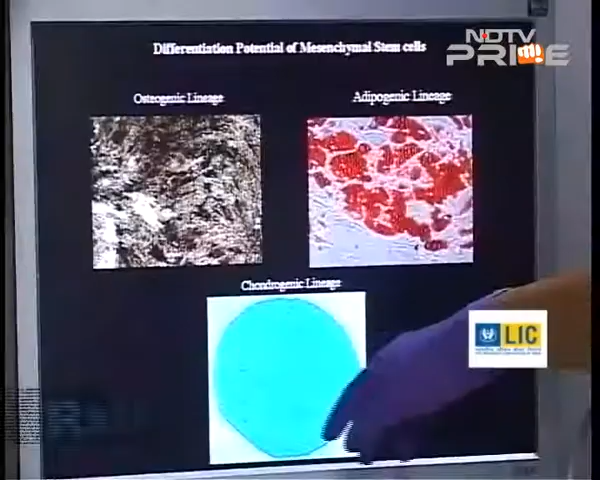 NDTV
PRIME
Differentiation Potential of Mesenchymal Stem cells
Osteogenic Lineage
Adipogenic Lineage
Chondrogenic Lineage
LIC